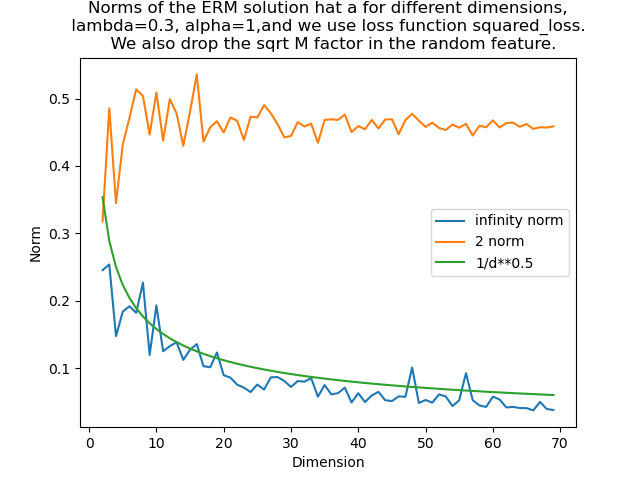 Norms of the ERM solution hat a for different dimensions,
lambda=0.3, alpha=1,and we use loss function squared_loss.
We also drop the sqrt M factor in the random feature.
0.5
0.4
0.3
0.2
0.1
Norm
infinity norm
2 norm
1/d**0.5
0 10 20 30 40 50 60 70
Dimension